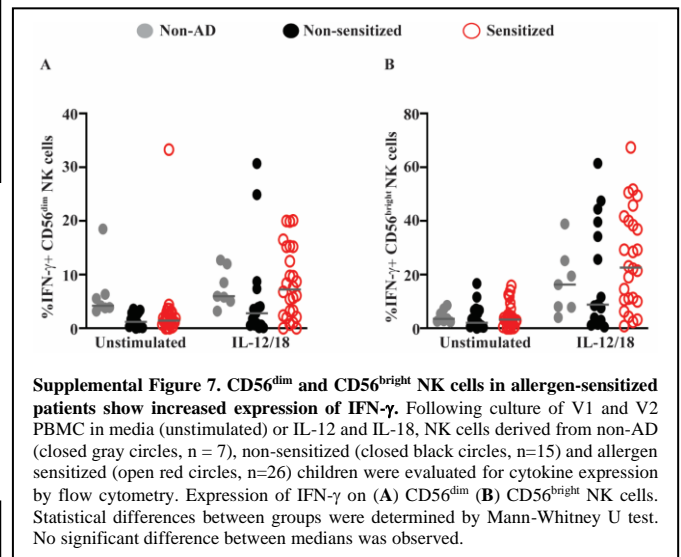 Non-AD Non-sensitized Sensitized
A B
40
30
20
10
0
%IFN-γ+ CD56dim NK cells
Unstimulated IL-12/18
80
60
40
20
0
%IFN-γ+ CD56bright NK cells
Unstimulated IL-12/18
Supplemental Figure 7. CD56dim and CD56bright NK cells in allergen-sensitized
patients show increased expression of IFN-γ. Following culture of V1 and V2
PBMC in media (unstimulated) or IL-12 and IL-18, NK cells derived from non-AD
(closed gray circles, n = 7), non-sensitized (closed black circles, n=15) and allergen
sensitized (open red circles, n=26) children were evaluated for cytokine expression
by flow cytometry. Expression of IFN-γ on (A) CD56dim (B) CD56bright NK cells.
Statistical differences between groups were determined by Mann-Whitney U test.
No significant difference between medians was observed.